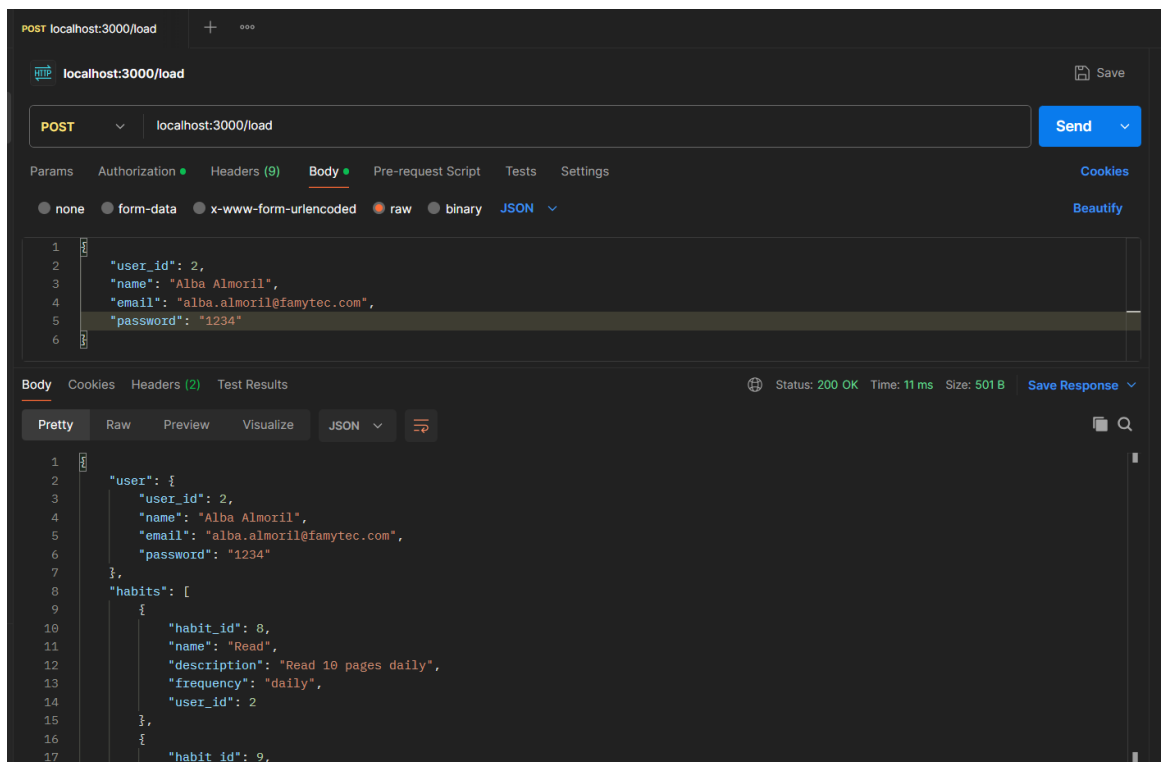 POST localhost:3000/load
HTTP localhost:3000/load Save
POST localhost:3000/load Send
Params Authorization Headers (9) Body Pre-request Script Tests Settings Cookies
none form-data x-www-form-urlencoded raw binary JSON Beautify
1 {
2 "user_id": 2,
3 "name": "Alba Almoril",
4 "email": "alba.almoril@famytec.com",
5 "password": "1234"
6 }
Body Cookies Headers (2) Test Results Status: 200 OK Time: 11 ms Size: 501 B Save Response
Pretty Raw Preview Visualize JSON
1 {
2 "user": {
3 "user_id": 2,
4 "name": "Alba Almoril",
5 "email": "alba.almoril@famytec.com",
6 "password": "1234"
7 },
8 "habits": [
9 {
10 "habit_id": 8,
11 "name": "Read",
12 "description": "Read 10 pages daily",
13 "frequency": "daily",
14 "user_id": 2
15 },
16 {
17 "habit_id": 9,